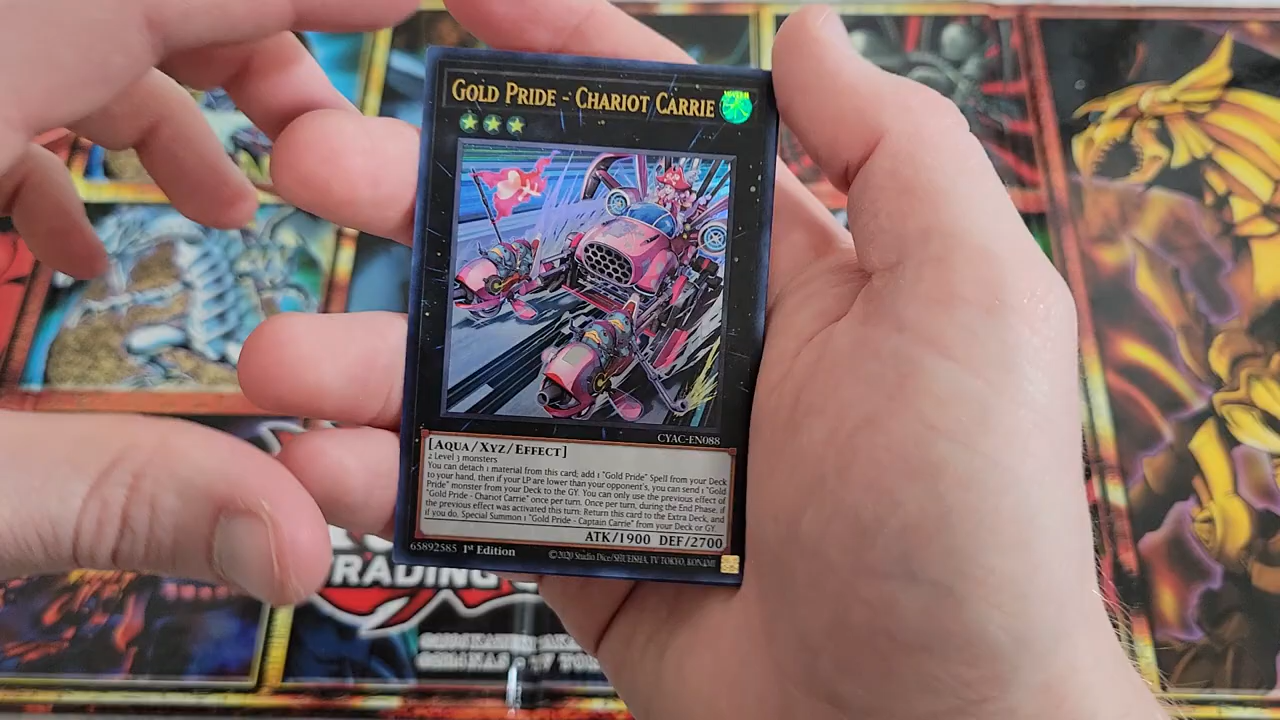 GOLD PRIDE - CHARIOT CARRIE
CYAC-EN088
[AQUA/XYZ/EFFECT]
2 Level 3 monsters
You can detach 1 material from this card; add 1 "Gold Pride" Spell from your Deck
to your hand, then if your LP are lower than your opponent's, you can send 1 "Gold
Pride" monster from your Deck to the GY. You can only use the previous effect of
"Gold Pride - Chariot Carrie" once per turn. Once per turn, during the End Phase, if
the previous effect was activated this turn: Return this card to the Extra Deck, and
if you do, Special Summon 1 "Gold Pride - Captain Carrie" from your Deck or GY.
ATK/1900 DEF/2700
65892585 1st Edition ©2020 Studio Dice/SHUEISHA, TV TOKYO, KONAMI